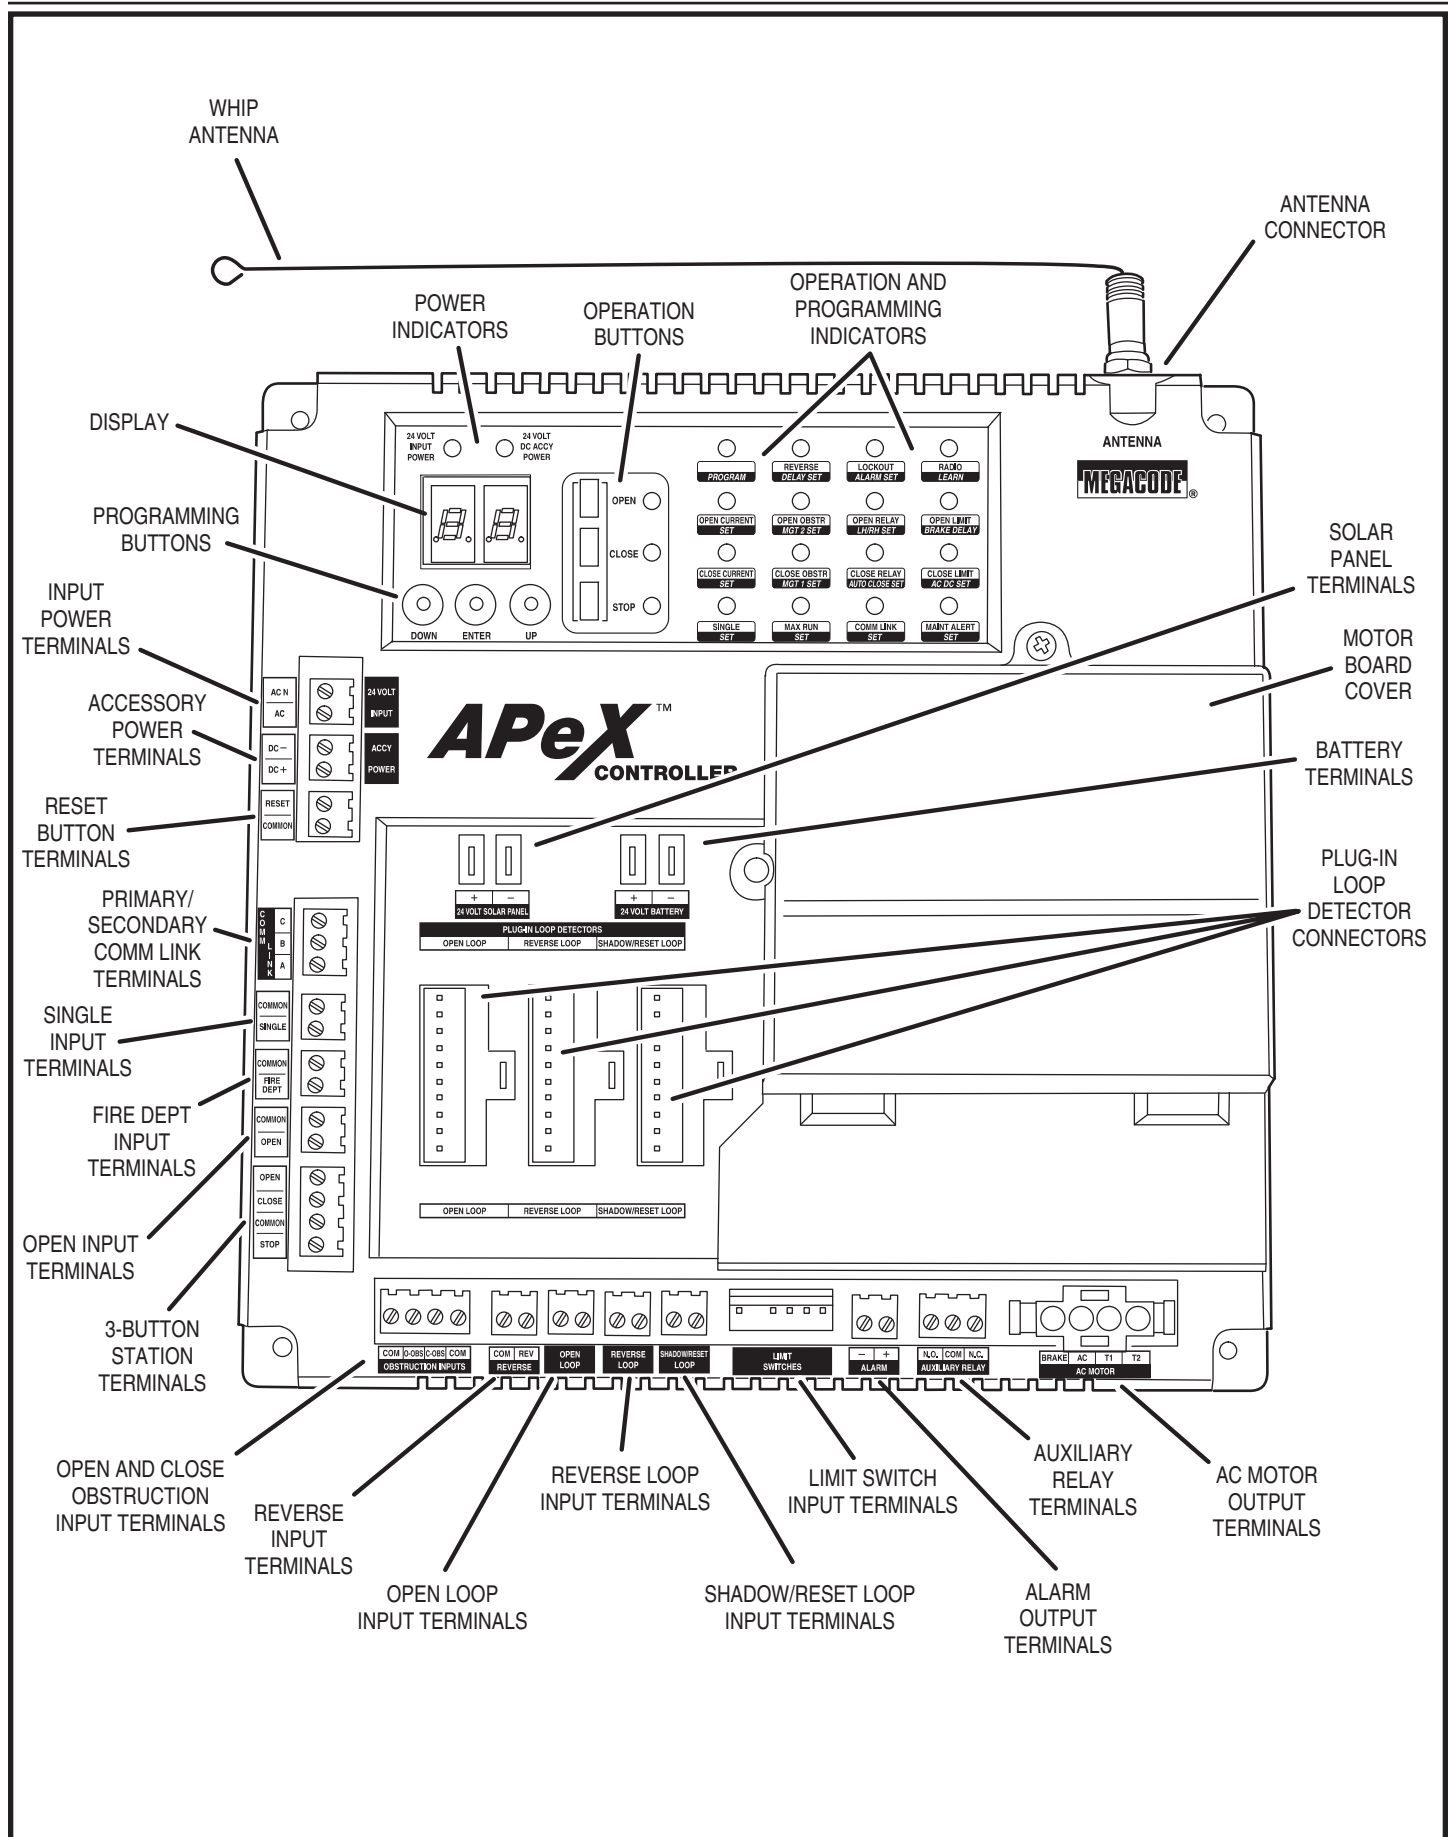 WHIP
ANTENNA
ANTENNA
CONNECTOR
POWER
INDICATORS
OPERATION
BUTTONS
OPERATION AND
PROGRAMMING
INDICATORS
DISPLAY
PROGRAMMING
BUTTONS
INPUT
POWER
TERMINALS
ACCESSORY
POWER
TERMINALS
RESET
BUTTON
TERMINALS
PRIMARY/
SECONDARY
COMM LINK
TERMINALS
SINGLE
INPUT
TERMINALS
FIRE DEPT
INPUT
TERMINALS
OPEN INPUT
TERMINALS
3-BUTTON
STATION
TERMINALS
24 VOLT
INPUT
POWER
24 VOLT
DC ACCY
POWER
DOWN ENTER UP
OPEN
CLOSE
STOP
PROGRAM
REVERSE
DELAY SET
LOCKOUT
ALARM SET
RADIO
LEARN
OPEN CURRENT
SET
OPEN OBSTR
MGT 2 SET
OPEN RELAY
LH/RH SET
OPEN LIMIT
BRAKE DELAY
CLOSE CURRENT
SET
CLOSE OBSTR
MGT 1 SET
CLOSE RELAY
AUTO CLOSE SET
CLOSE LIMIT
AC DC SET
SINGLE
SET
MAX RUN
SET
COMM LINK
SET
MAINT ALERT
SET
ANTENNA
MEGACODE®
SOLAR
PANEL
TERMINALS
MOTOR
BOARD
COVER
BATTERY
TERMINALS
PLUG-IN
LOOP
DETECTOR
CONNECTORS
AC N
AC
24 VOLT
INPUT
DC −
DC +
ACCY
POWER
RESET
COMMON
APeX™
CONTROLLER
COMM LINK
C
B
A
COMMON
SINGLE
COMMON
FIRE
DEPT
COMMON
OPEN
OPEN
CLOSE
COMMON
STOP
+ −
24 VOLT SOLAR PANEL
+ −
24 VOLT BATTERY
PLUG-IN LOOP DETECTORS
OPEN LOOP REVERSE LOOP SHADOW/RESET LOOP
OPEN LOOP REVERSE LOOP SHADOW/RESET LOOP
COM O-OBS C-OBS COM
OBSTRUCTION INPUTS
COM REV
REVERSE
OPEN
LOOP
REVERSE
LOOP
SHADOW/RESET
LOOP
LIMIT
SWITCHES
− +
ALARM
N.O. COM N.C.
AUXILIARY RELAY
BRAKE AC T1 T2
AC MOTOR
OPEN AND CLOSE
OBSTRUCTION
INPUT TERMINALS
REVERSE
INPUT
TERMINALS
OPEN LOOP
INPUT TERMINALS
REVERSE LOOP
INPUT TERMINALS
SHADOW/RESET LOOP
INPUT TERMINALS
LIMIT SWITCH
INPUT TERMINALS
ALARM
OUTPUT
TERMINALS
AUXILIARY
RELAY
TERMINALS
AC MOTOR
OUTPUT
TERMINALS